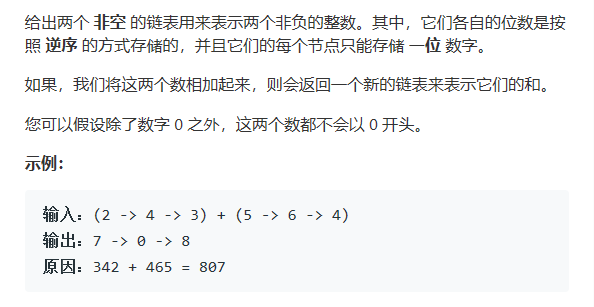 给出两个 非空 的链表用来表示两个非负的整数。其中，它们各自的位数是按
照 逆序 的方式存储的，并且它们的每个节点只能存储 一位 数字。
如果，我们将这两个数相加起来，则会返回一个新的链表来表示它们的和。
您可以假设除了数字 0 之外，这两个数都不会以 0 开头。
示例：
输入：(2 -> 4 -> 3) + (5 -> 6 -> 4)
输出：7 -> 0 -> 8
原因：342 + 465 = 807